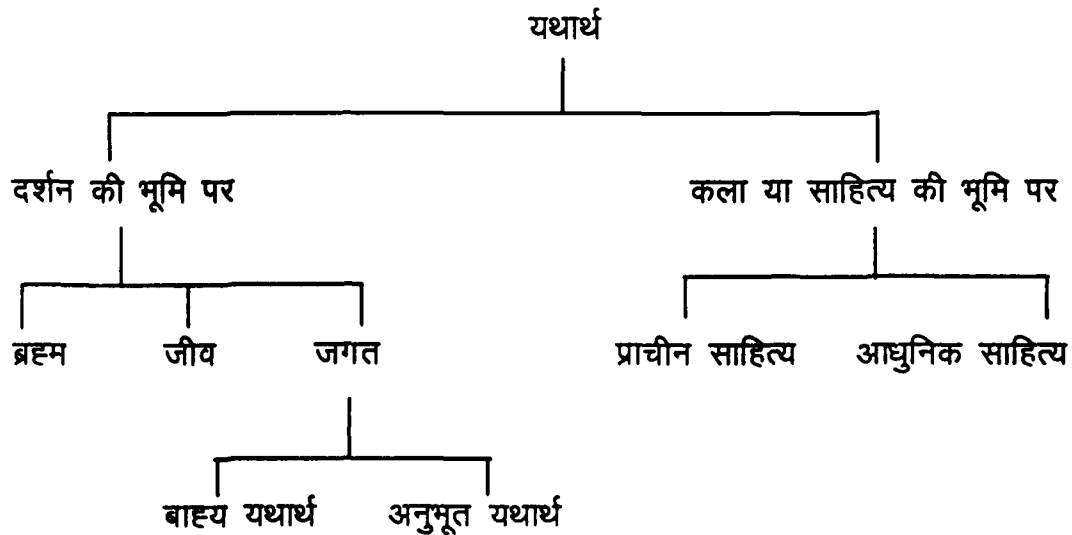 यथार्थ
दर्शन की भूमि पर कला या साहित्य की भूमि पर
ब्रह्म जीव जगत प्राचीन साहित्य आधुनिक साहित्य
बाह्य यथार्थ अनुभूत यथार्थ